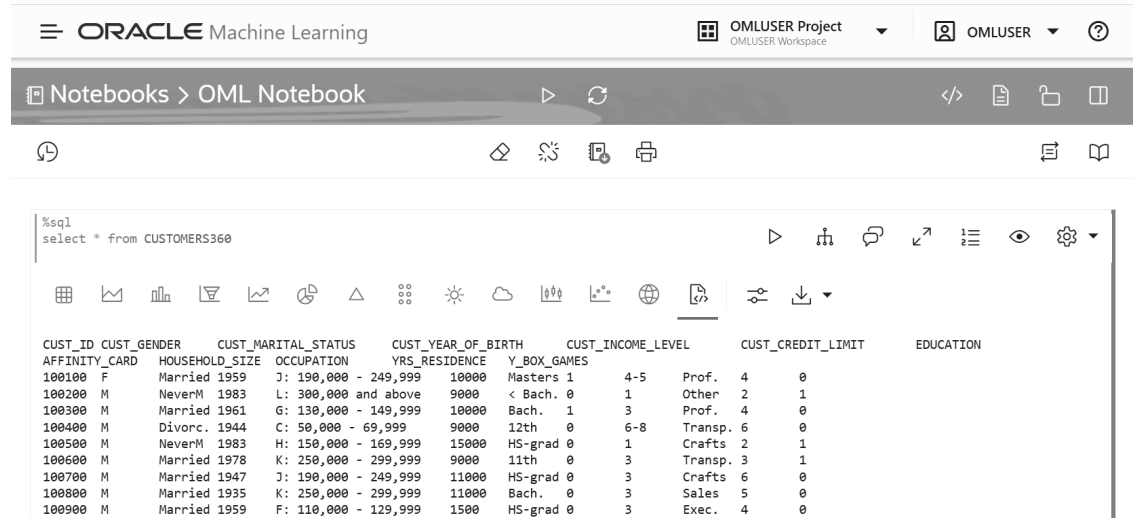 ORACLE Machine Learning
OMLUSER Project
OMLUSER Workspace
OMLUSER
Notebooks > OML Notebook
%sql
select * from CUSTOMERS360
CUST_ID CUST_GENDER CUST_MARITAL_STATUS CUST_YEAR_OF_BIRTH CUST_INCOME_LEVEL CUST_CREDIT_LIMIT EDUCATION
AFFINITY_CARD HOUSEHOLD_SIZE OCCUPATION YRS_RESIDENCE Y_BOX_GAMES
100100 F Married 1959 J: 190,000 - 249,999 10000 Masters 1 4-5 Prof. 4 0
100200 M NeverM 1983 L: 300,000 and above 9000 < Bach. 0 1 Other 2 1
100300 M Married 1961 G: 130,000 - 149,999 10000 Bach. 1 3 Prof. 4 0
100400 M Divorc. 1944 C: 50,000 - 69,999 9000 12th 0 6-8 Transp. 6 0
100500 M NeverM 1983 H: 150,000 - 169,999 15000 HS-grad 0 1 Crafts 2 1
100600 M Married 1978 K: 250,000 - 299,999 9000 11th 0 3 Transp. 3 1
100700 M Married 1947 J: 190,000 - 249,999 11000 HS-grad 0 3 Crafts 6 0
100800 M Married 1935 K: 250,000 - 299,999 11000 Bach. 0 3 Sales 5 0
100900 M Married 1959 F: 110,000 - 129,999 1500 HS-grad 0 3 Exec. 4 0